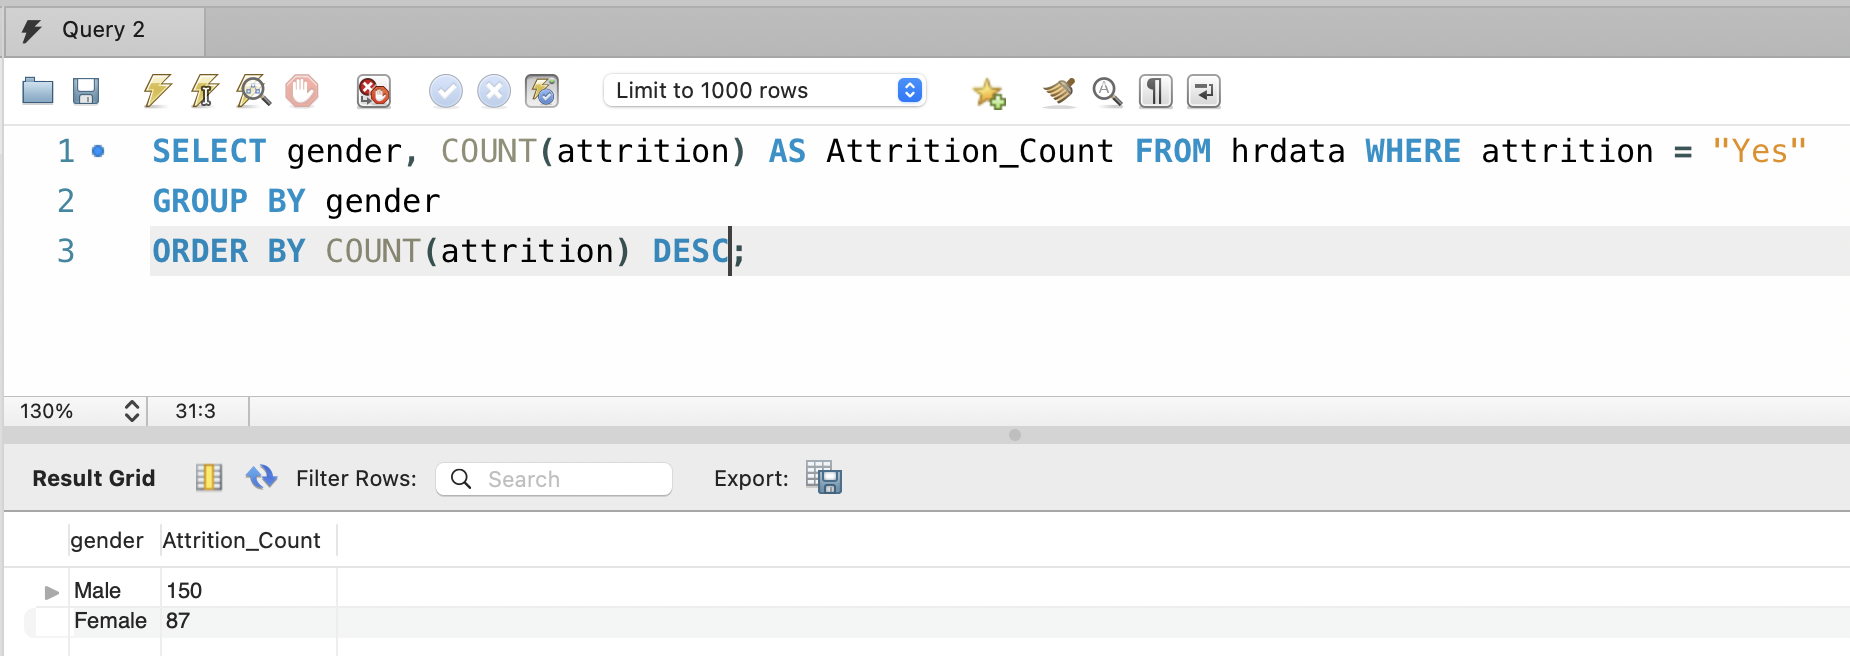 Query 2
Limit to 1000 rows
1 SELECT gender, COUNT(attrition) AS Attrition_Count FROM hrdata WHERE attrition = "Yes"
2 GROUP BY gender
3 ORDER BY COUNT(attrition) DESC;
130% 31:3
Result Grid Filter Rows: Search Export:
gender Attrition_Count
Male 150
Female 87